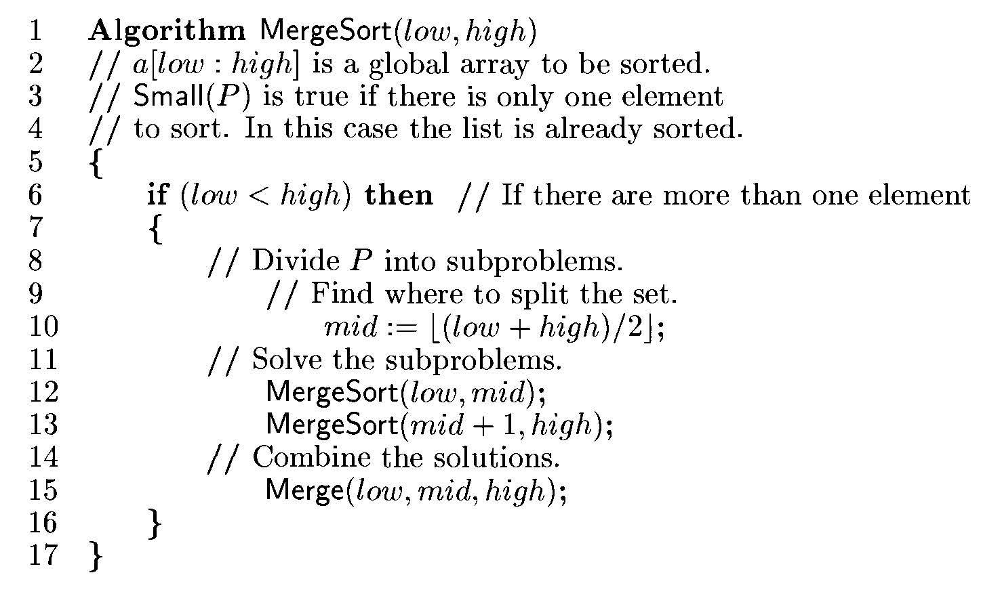 1 Algorithm MergeSort(low, high)
2 // a[low : high] is a global array to be sorted.
3 // Small(P) is true if there is only one element
4 // to sort. In this case the list is already sorted.
5 {
6 if (low < high) then // If there are more than one element
7 {
8 // Divide P into subproblems.
9 // Find where to split the set.
10 mid := ⌊(low + high)/2⌋;
11 // Solve the subproblems.
12 MergeSort(low, mid);
13 MergeSort(mid + 1, high);
14 // Combine the solutions.
15 Merge(low, mid, high);
16 }
17 }